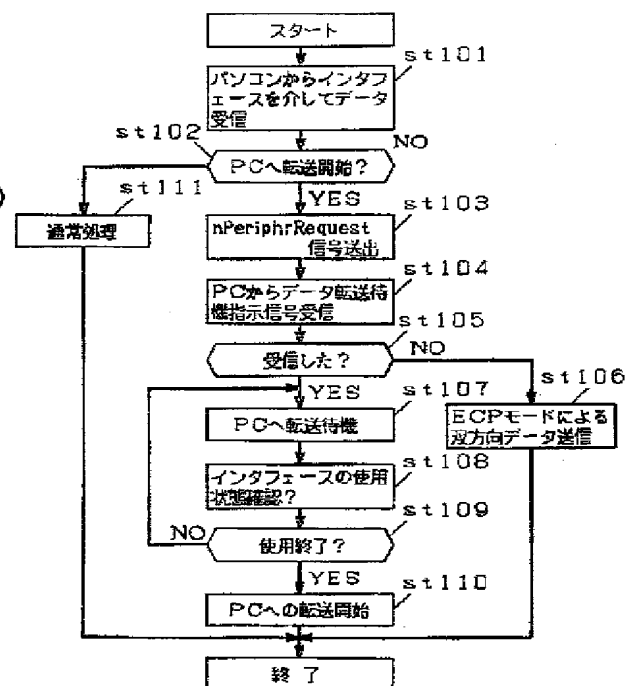 スタート
st101
パソコンからインタフ
ェースを介してデータ
受信
st102
NO
PCへ転送開始?
st111
YES
st103
通常処理
nPeriphrRequest
信号送出
st104
PCからデータ転送待
機指示信号受信
st105
受信した?
NO
st106
YES
st107
PCへ転送待機
ECPモードによる
双方向データ送信
st108
インタフェースの使用
状態確認?
st109
NO
使用終了?
YES
st110
PCへの転送開始
終了